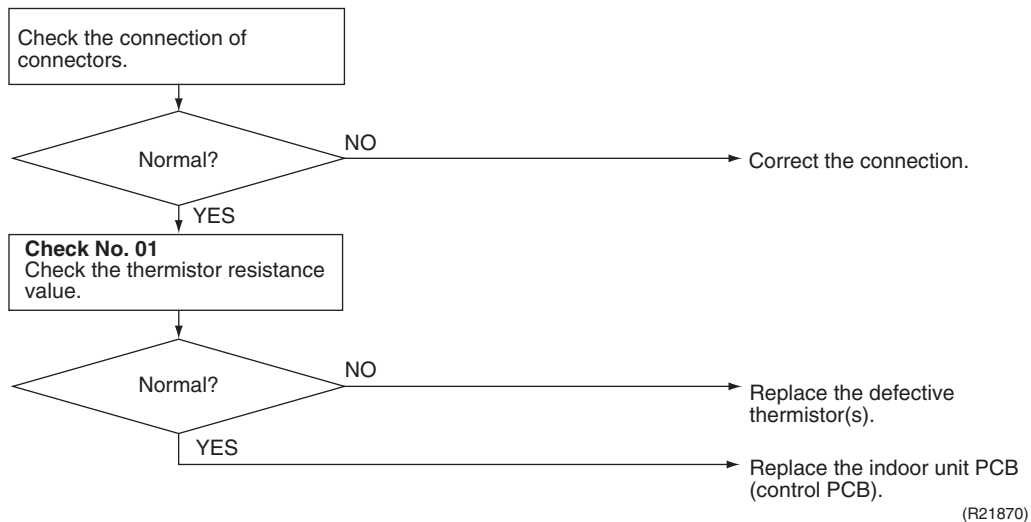 Check the connection of
connectors.
Normal?
NO
Correct the connection.
YES
Check No. 01
Check the thermistor resistance
value.
Normal?
NO
Replace the defective
thermistor(s).
YES
Replace the indoor unit PCB
(control PCB).
(R21870)